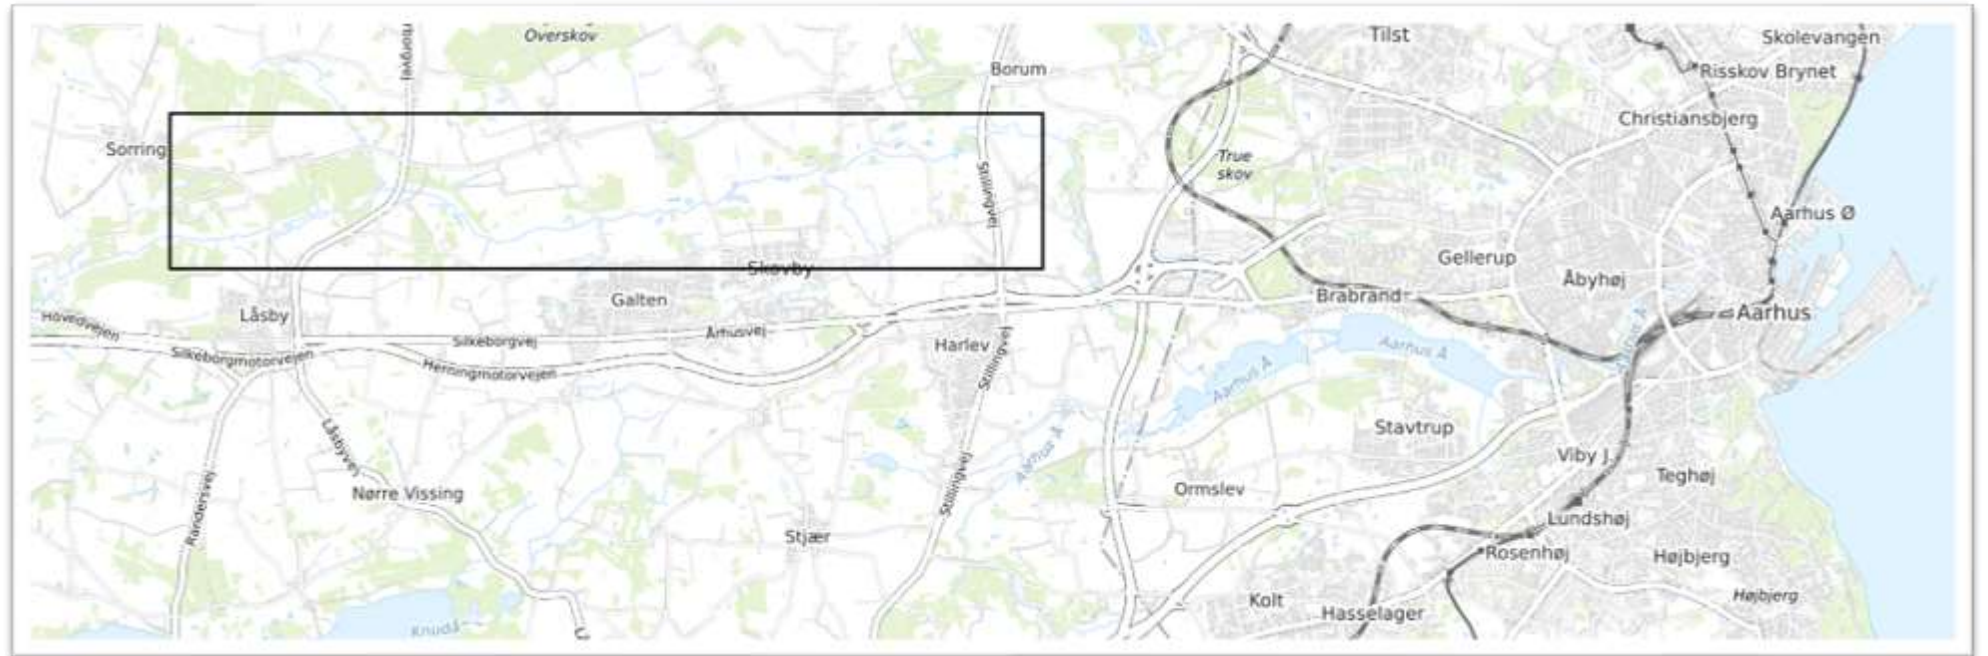 Overskov
Tilst
Skolevangen
Borum
Risskov Brynet
Christiansbjerg
Sorring
True
skov
Stillingvej
Aarhus Ø
Gellerup
Skovby
Åbyhøj
Galten
Brabrand
Låsby
Aarhus
Hovedvejen
Århusvej
Silkeborgvej
Harlev
Aarhus Å
Silkeborgmotorvejen
Herningmotorvejen
Stillingvej
Aarhus Å
Aarhus Å
Stavtrup
Låsbyvej
Aarhus Å
Viby J
Teghøj
Randersvej
Nørre Vissing
Stillingvej
Ormslev
Lundshøj
Stjær
Rosenhøj
Højbjerg
Kolt
Højbjerg
Hasselager